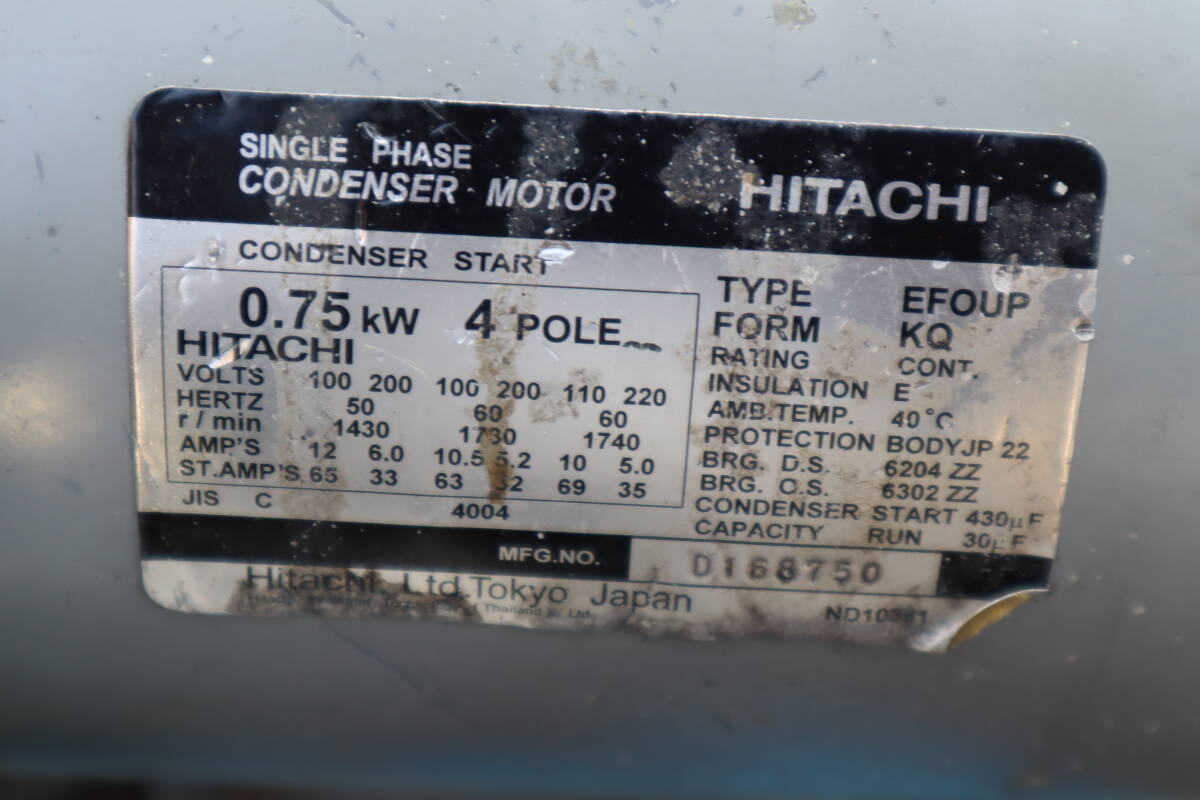 SINGLE PHASE
CONDENSER MOTOR
HITACHI
CONDENSER START
0.75 kW 4 POLE
HITACHI
VOLTS 100 200 100 200 110 220
HERTZ 50 60 60
r/min 1430 1730 1740
AMP'S 12 6.0 10.5 5.2 10 5.0
ST.AMP'S 65 33 63 32 69 35
JIS C 4004
TYPE EFOUP
FORM KQ
RATING CONT.
INSULATION E
AMB.TEMP. 40°C
PROTECTION BODYJP 22
BRG. D.S. 6204 ZZ
BRG. O.S. 6302 ZZ
CONDENSER START 430μF
CAPACITY RUN 30μF
MFG.NO. D168750
Hitachi, Ltd.Tokyo Japan
Thailand Ltd.